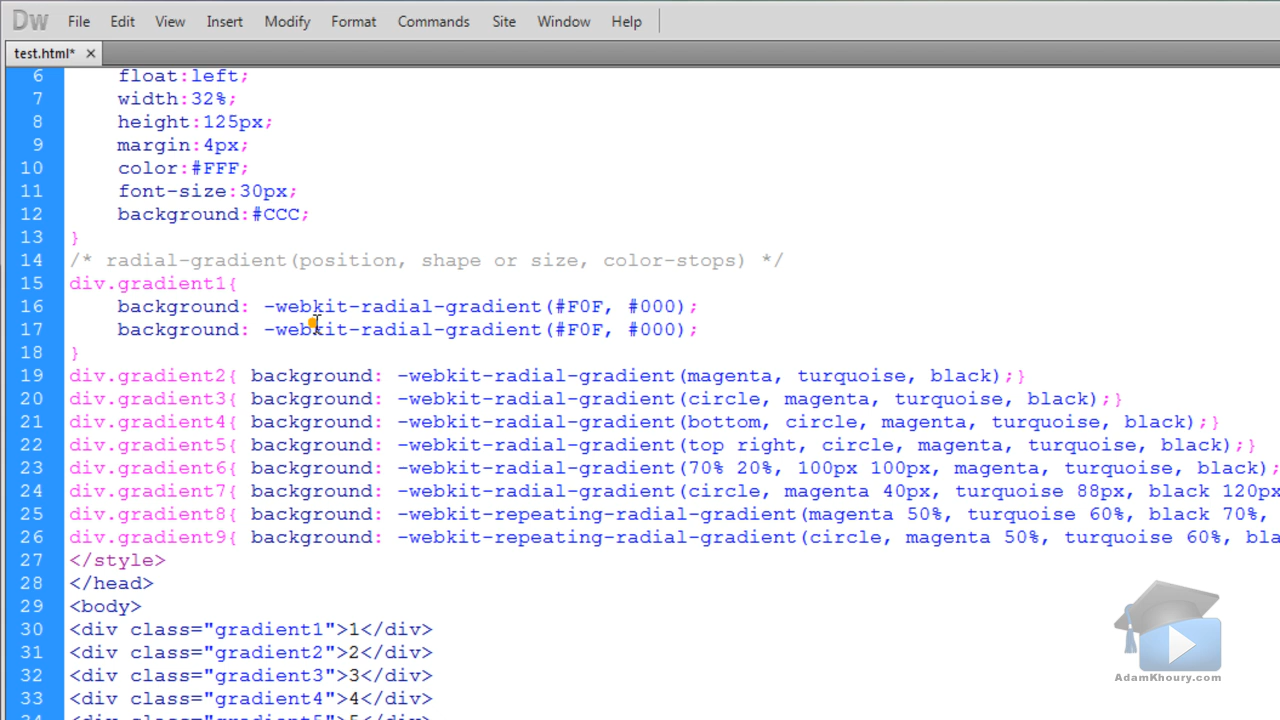 Dw File Edit View Insert Modify Format Commands Site Window Help
test.html* ×
6 float:left;
7 width:32%;
8 height:125px;
9 margin:4px;
10 color:#FFF;
11 font-size:30px;
12 background:#CCC;
13 }
14 /* radial-gradient(position, shape or size, color-stops) */
15 div.gradient1{
16 background: -webkit-radial-gradient(#F0F, #000);
17 background: -webkit-radial-gradient(#F0F, #000);
18 }
19 div.gradient2{ background: -webkit-radial-gradient(magenta, turquoise, black);}
20 div.gradient3{ background: -webkit-radial-gradient(circle, magenta, turquoise, black);}
21 div.gradient4{ background: -webkit-radial-gradient(bottom, circle, magenta, turquoise, black);}
22 div.gradient5{ background: -webkit-radial-gradient(top right, circle, magenta, turquoise, black);}
23 div.gradient6{ background: -webkit-radial-gradient(70% 20%, 100px 100px, magenta, turquoise, black);
24 div.gradient7{ background: -webkit-radial-gradient(circle, magenta 40px, turquoise 88px, black 120px
25 div.gradient8{ background: -webkit-repeating-radial-gradient(magenta 50%, turquoise 60%, black 70%,
26 div.gradient9{ background: -webkit-repeating-radial-gradient(circle, magenta 50%, turquoise 60%, bla
27 </style>
28 </head>
29 <body>
30 <div class="gradient1">1</div>
31 <div class="gradient2">2</div>
32 <div class="gradient3">3</div>
33 <div class="gradient4">4</div>
AdamKhoury.com